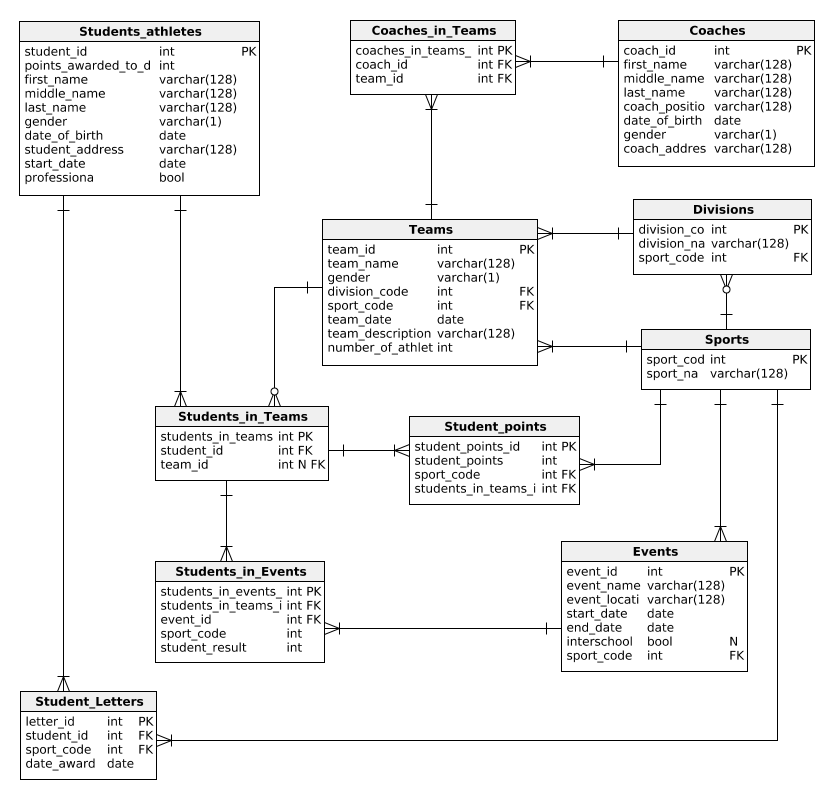 Students_athletes
student_id int PK
points_awarded_to_d int
first_name varchar(128)
middle_name varchar(128)
last_name varchar(128)
gender varchar(1)
date_of_birth date
student_address varchar(128)
start_date date
professiona bool
Coaches_in_Teams
coaches_in_teams_ int PK
coach_id int FK
team_id int FK
Coaches
coach_id int PK
first_name varchar(128)
middle_name varchar(128)
last_name varchar(128)
coach_positio varchar(128)
date_of_birth date
gender varchar(1)
coach_addres varchar(128)
Teams
team_id int PK
team_name varchar(128)
gender varchar(1)
division_code int FK
sport_code int FK
team_date date
team_description varchar(128)
number_of_athlet int
Divisions
division_co int PK
division_na varchar(128)
sport_code int FK
Sports
sport_cod int PK
sport_na varchar(128)
Students_in_Teams
students_in_teams int PK
student_id int FK
team_id int N FK
Student_points
student_points_id int PK
student_points int
sport_code int FK
students_in_teams_i int FK
Students_in_Events
students_in_events_ int PK
students_in_teams_i int FK
event_id int FK
sport_code int
student_result int
Events
event_id int PK
event_name varchar(128)
event_locati varchar(128)
start_date date
end_date date
interschool bool N
sport_code int FK
Student_Letters
letter_id int PK
student_id int FK
sport_code int FK
date_award date